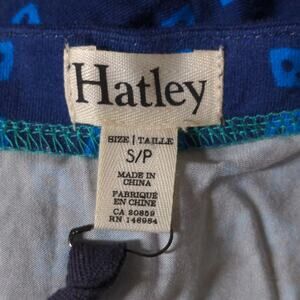 Hatley
SIZE | TAILLE
S/P
MADE IN
CHINA
FABRIQUÉ
EN CHINE
CA 20859
RN 146984